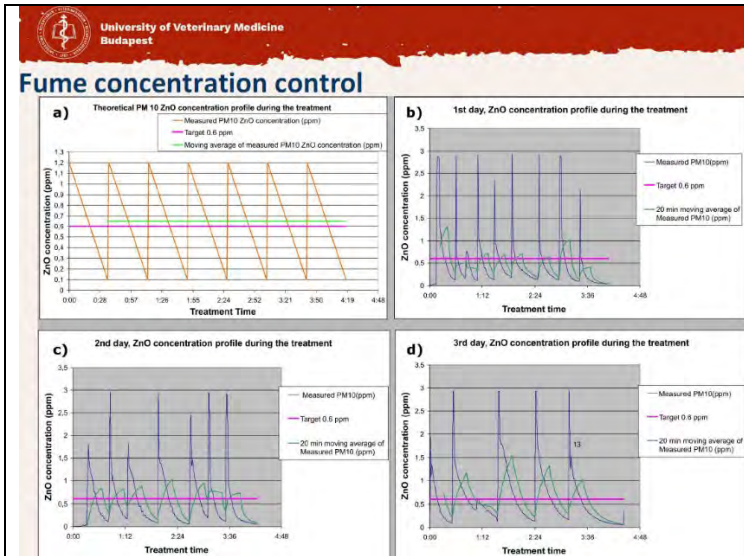 University of Veterinary Medicine
Budapest
Fume concentration control
a)
Theoretical PM 10 ZnO concentration profile during the treatment
Measured PM10 ZnO concentration (ppm)
Target 0.6 ppm
Moving average of measured PM10 ZnO concentration (ppm)
ZnO concentration (ppm)
1,3
1,2
1,1
1
0,9
0,8
0,7
0,6
0,5
0,4
0,3
0,2
0,1
0
0:00 0:28 0:57 1:26 1:55 2:24 2:52 3:21 3:50 4:19 4:48
Treatment Time
b)
1st day, ZnO concentration profile during the treatment
ZnO concentration (ppm)
3,5
3
2,5
2
1,5
1
0,5
0
0:00 1:12 2:24 3:36 4:48
Treatment time
Measured PM10(ppm)
Target 0.6 ppm
20 min moving average of
Measured PM10 (ppm)
c)
2nd day, ZnO concentration profile during the treatment
ZnO concentration (ppm)
3,5
3
2,5
2
1,5
1
0,5
0
0:00 1:12 2:24 3:36 4:48
Treatment time
Measured PM10(ppm)
Target 0.6 ppm
20 min moving average of
Measured PM10 (ppm)
d)
3rd day, ZnO concentration profile during the treatment
ZnO concentration (ppm)
3,5
3
2,5
2
1,5
1
0,5
0
13
0:00 1:12 2:24 3:36 4:48
Treatment time
Measured PM10(ppm)
Target 0.6 ppm
20 min moving average of
Measured PM10 (ppm)